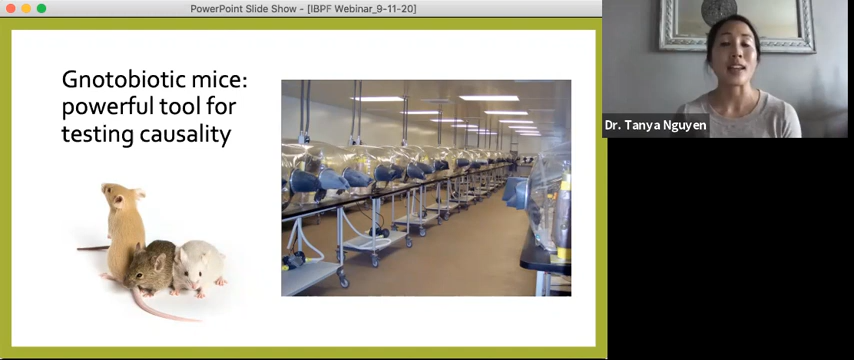 PowerPoint Slide Show - [IBPF Webinar_9-11-20]
Gnotobiotic mice:
powerful tool for
testing causality
Dr. Tanya Nguyen